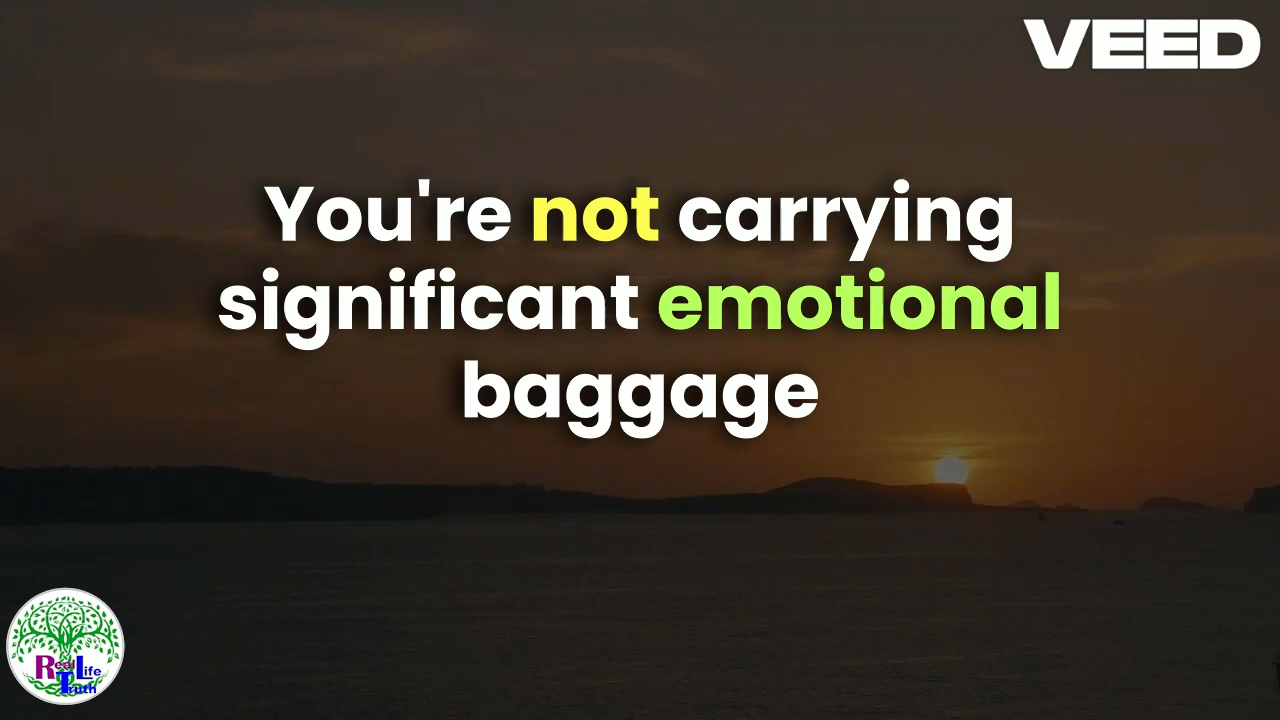 VEED
You're not carrying
significant emotional
baggage
Real Life
Truth